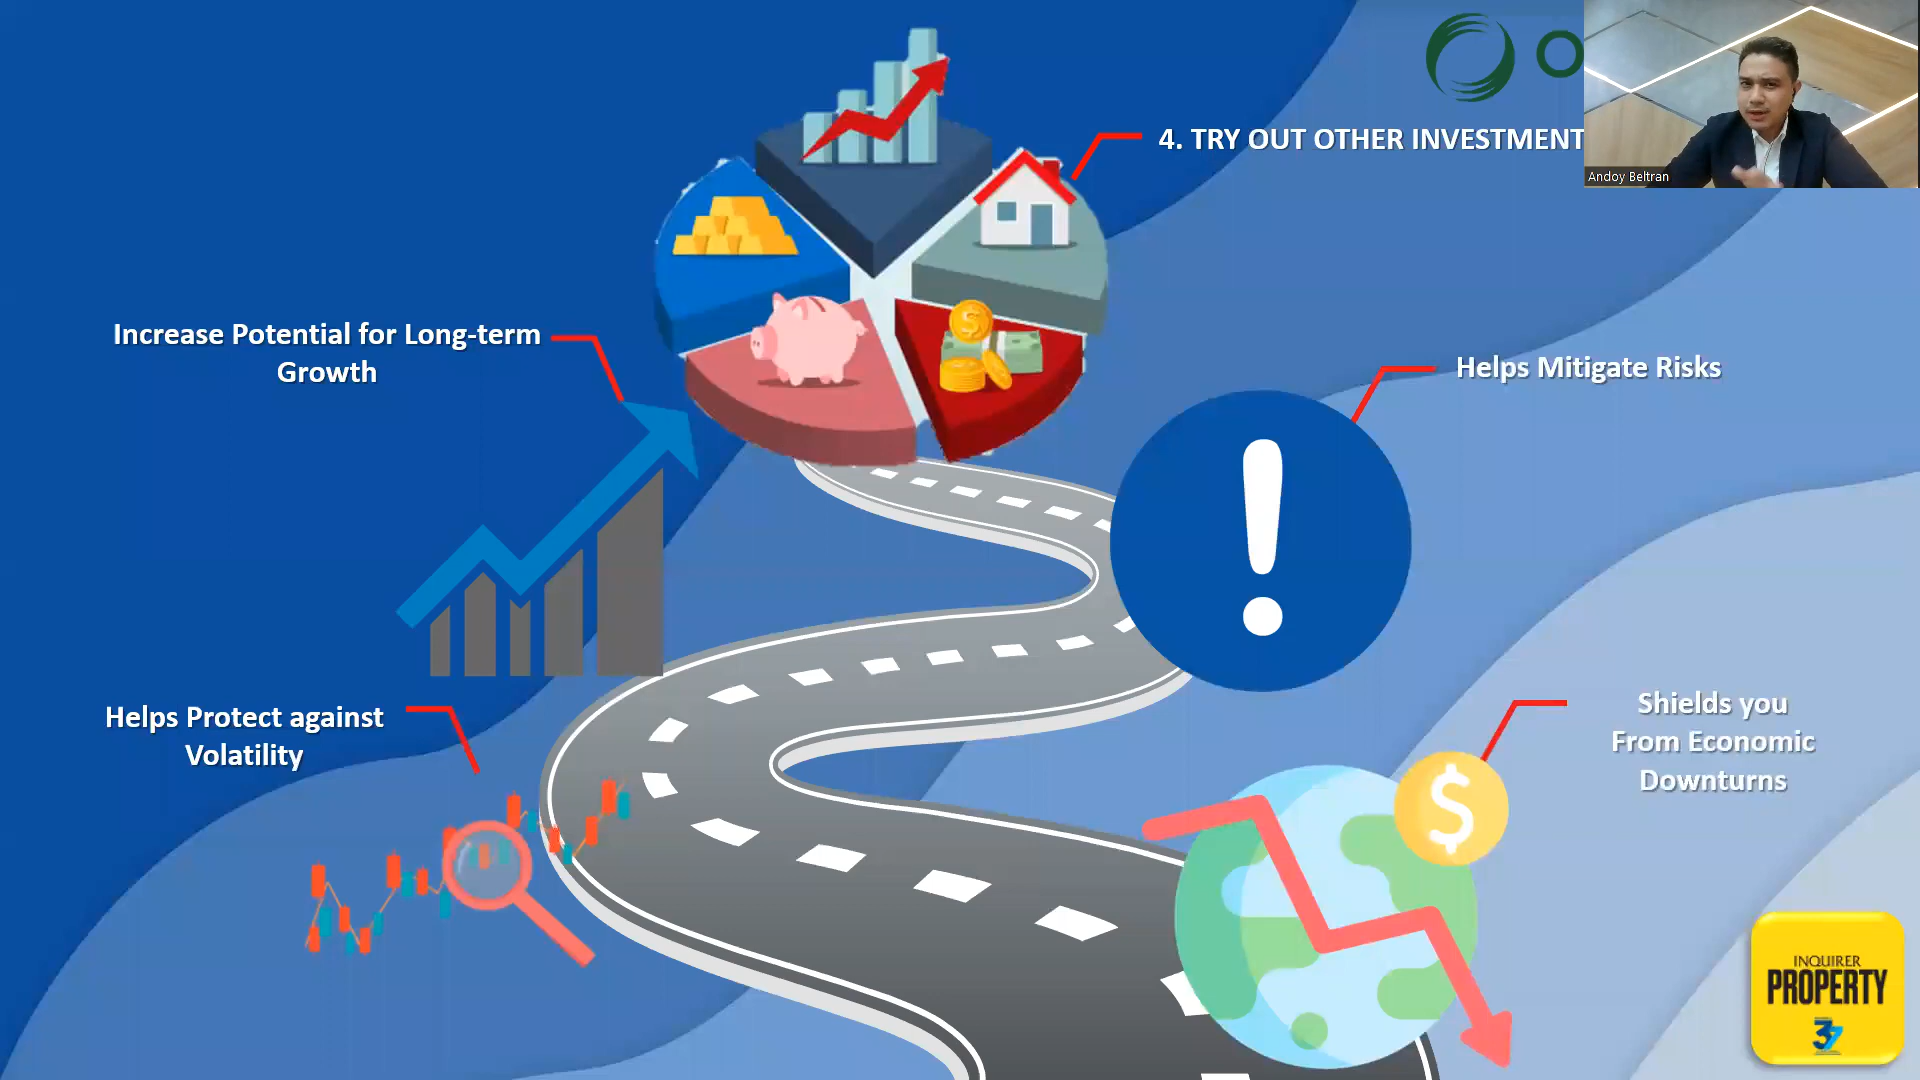 4. TRY OUT OTHER INVESTMENT
Andoy Beltran
Increase Potential for Long-term
Growth
Helps Mitigate Risks
Helps Protect against
Volatility
Shields you
From Economic
Downturns
$
$
INQUIRER
PROPERTY
37